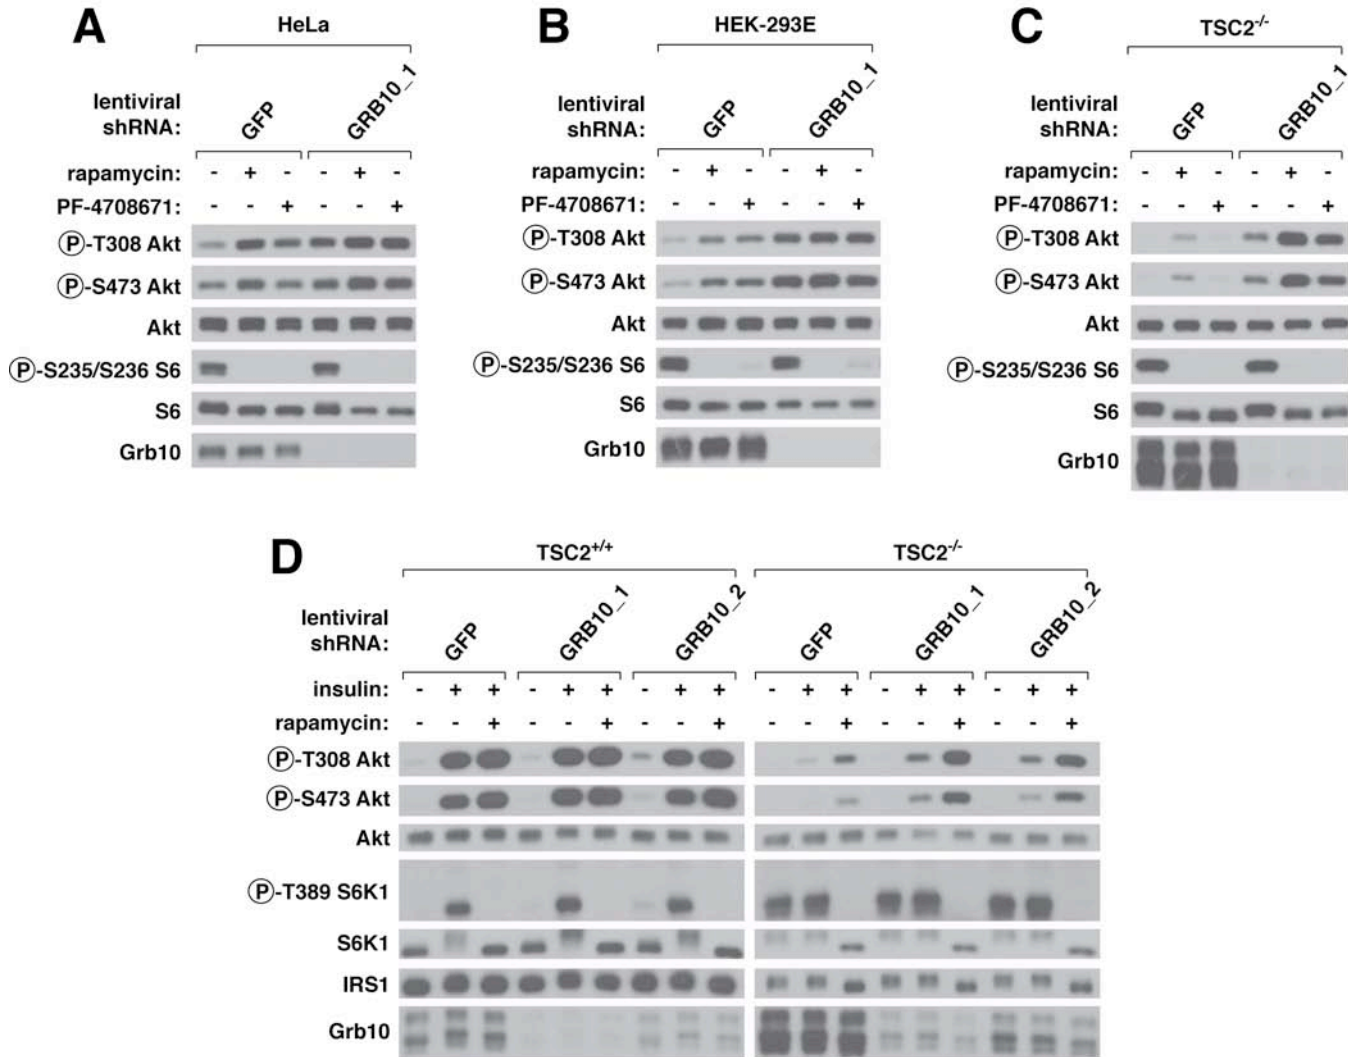 A
HeLa
lentiviral
shRNA:
GFP
GRB10_1
rapamycin: - + - - + -
PF-4708671: - - + - - +
P-T308 Akt
P-S473 Akt
Akt
P-S235/S236 S6
S6
Grb10
B
HEK-293E
lentiviral
shRNA:
GFP
GRB10_1
rapamycin: - + - - + -
PF-4708671: - - + - - +
P-T308 Akt
P-S473 Akt
Akt
P-S235/S236 S6
S6
Grb10
C
TSC2-/-
lentiviral
shRNA:
GFP
GRB10_1
rapamycin: - + - - + -
PF-4708671: - - + - - +
P-T308 Akt
P-S473 Akt
Akt
P-S235/S236 S6
S6
Grb10
D
TSC2+/+
TSC2-/-
lentiviral
shRNA:
GFP
GRB10_1
GRB10_2
GFP
GRB10_1
GRB10_2
insulin: - + + - + + - + + - + + - + + - + +
rapamycin: - - + - - + - - + - - + - - + - - +
P-T308 Akt
P-S473 Akt
Akt
P-T389 S6K1
S6K1
IRS1
Grb10